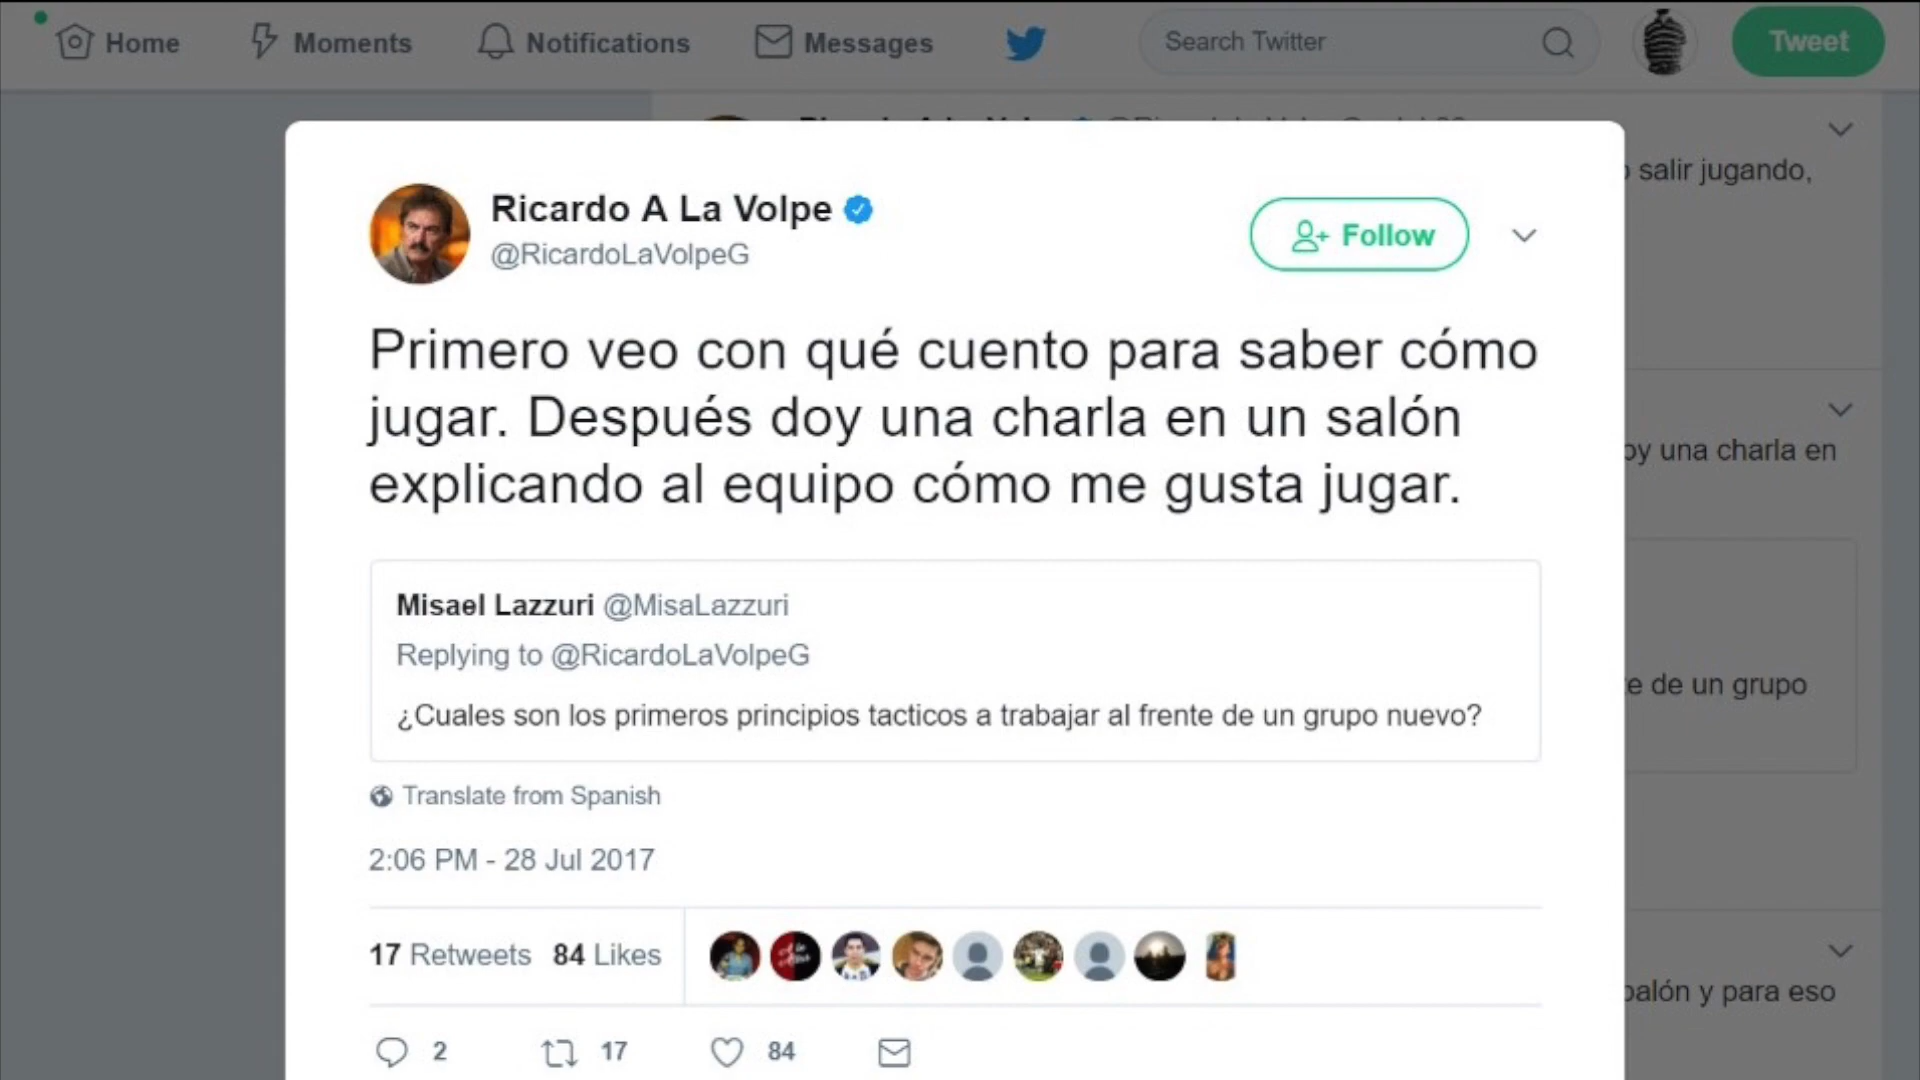 Home Moments Notifications Messages Search Twitter Tweet
Ricardo A La Volpe
@RicardoLaVolpeG
Follow
Primero veo con qué cuento para saber cómo
jugar. Después doy una charla en un salón
explicando al equipo cómo me gusta jugar.
Misael Lazzuri @MisaLazzuri
Replying to @RicardoLaVolpeG
¿Cuales son los primeros principios tacticos a trabajar al frente de un grupo nuevo?
Translate from Spanish
2:06 PM - 28 Jul 2017
17 Retweets 84 Likes
2 17 84
salir jugando,
una charla en
de un grupo
y para eso